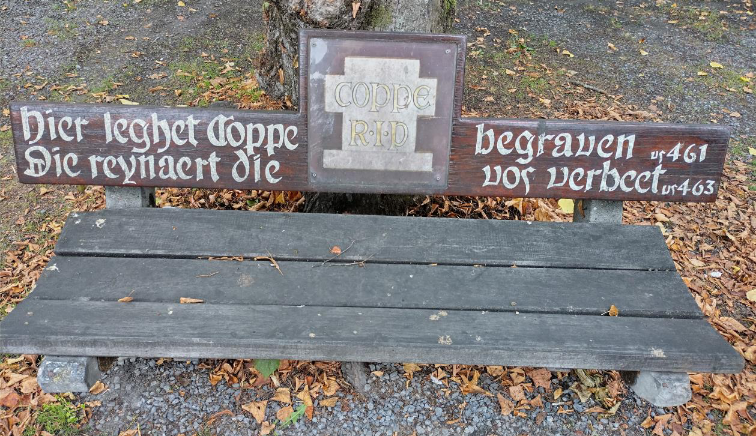 Hier leghet Coppe
Die reynaert die
COPPE
R·I·P
begraven vs 461
vos verbeet vs 463